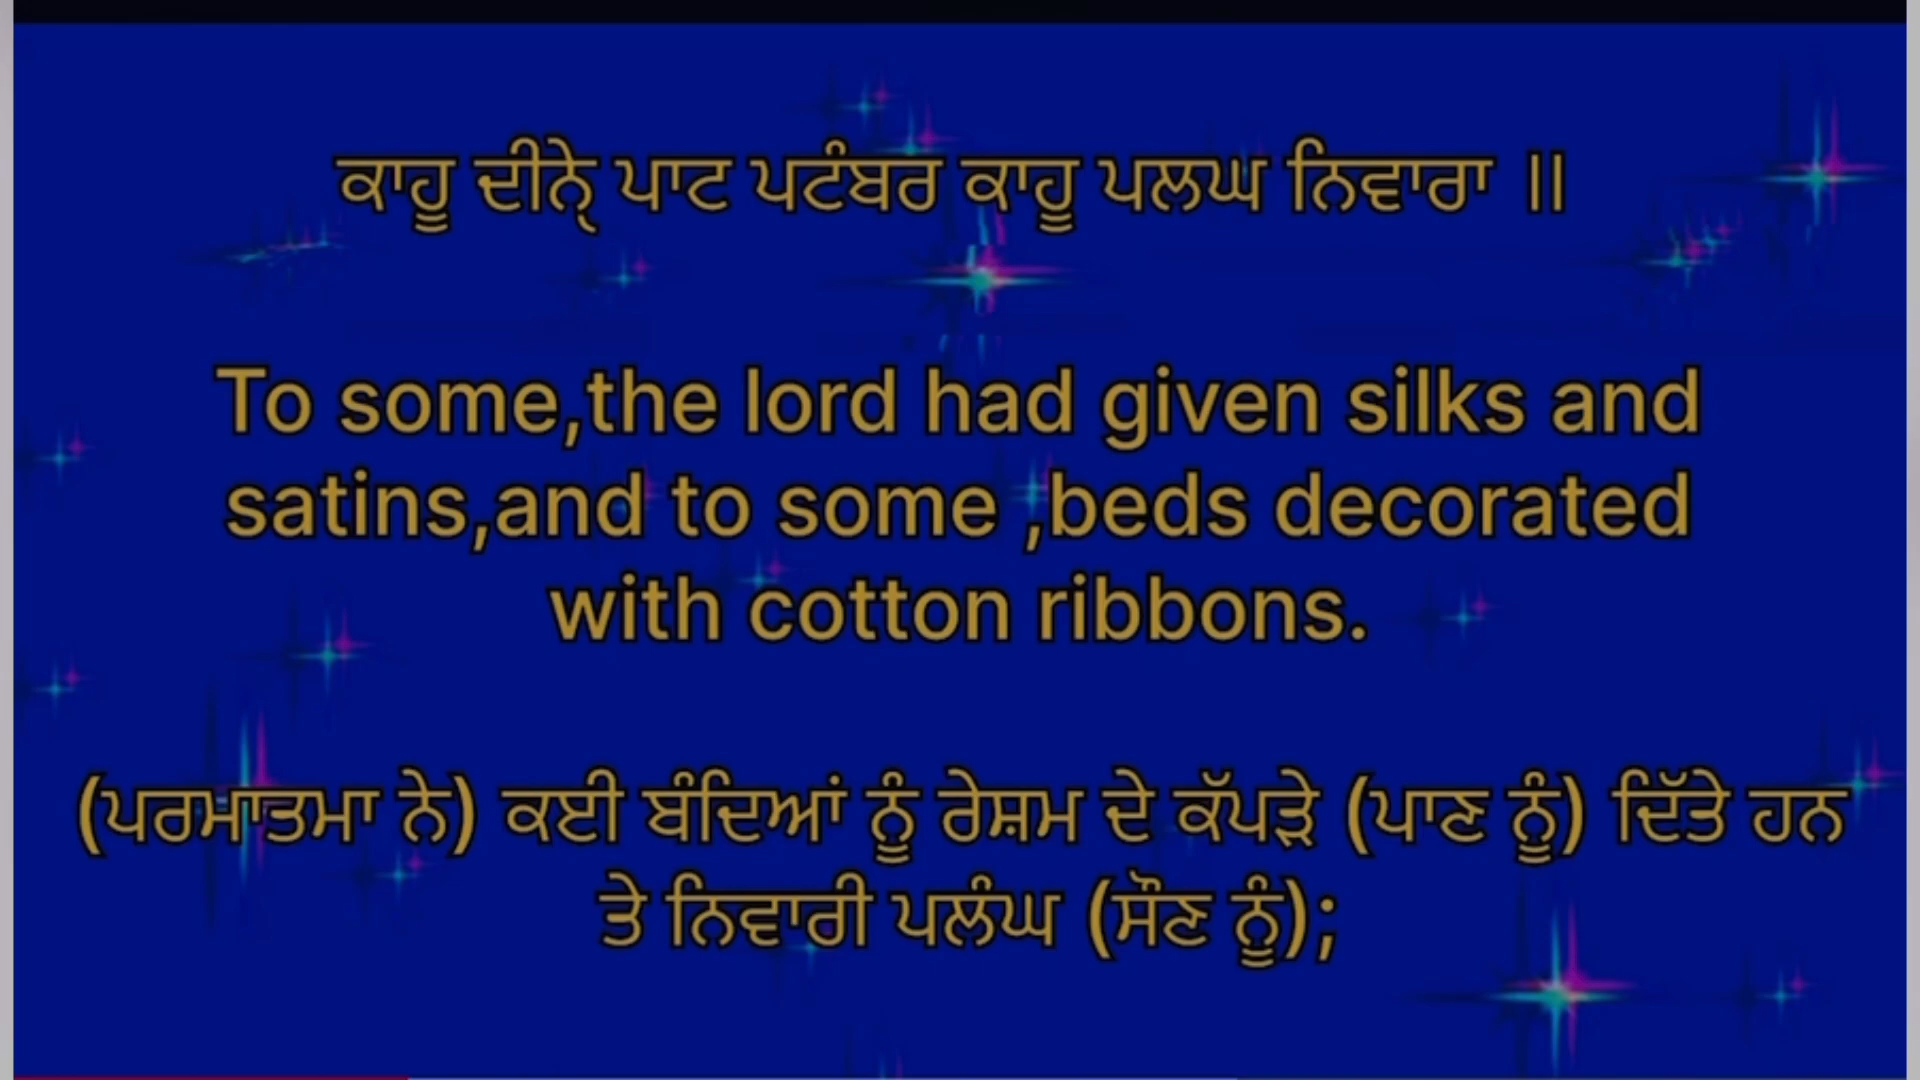 ਕਾਹੂ ਦੀਨੇੑ ਪਾਟ ਪਟੰਬਰ ਕਾਹੂ ਪਲਘ ਨਿਵਾਰਾ ॥
To some,the lord had given silks and
satins,and to some ,beds decorated
with cotton ribbons.
(ਪਰਮਾਤਮਾ ਨੇ) ਕਈ ਬੰਦਿਆਂ ਨੂੰ ਰੇਸ਼ਮ ਦੇ ਕੱਪੜੇ (ਪਾਣ ਨੂੰ) ਦਿੱਤੇ ਹਨ
ਤੇ ਨਿਵਾਰੀ ਪਲੰਘ (ਸੌਣ ਨੂੰ);